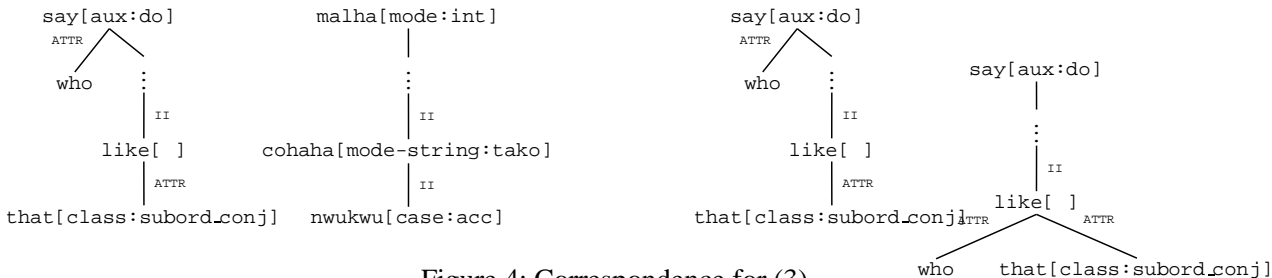 say[aux:do]
ATTR
who
II
like[ ]
ATTR
that[class:subord_conj]
malha[mode:int]
II
cohaha[mode-string:tako]
II
nwukwu[case:acc]
say[aux:do]
ATTR
who
II
like[ ]
ATTR
that[class:subord_conj]
say[aux:do]
II
like[ ]
ATTR
ATTR
who
that[class:subord_conj]
Figure 4: Correspondence for (3)